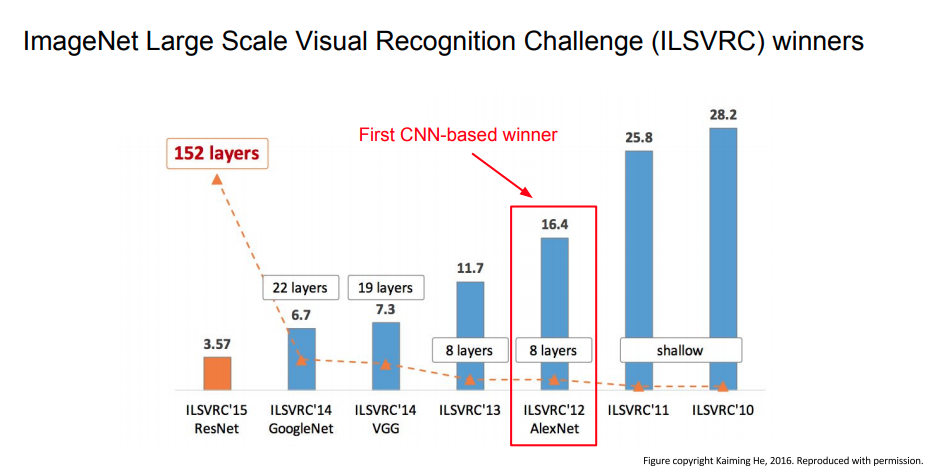 ImageNet Large Scale Visual Recognition Challenge (ILSVRC) winners
28.2
First CNN-based winner
25.8
152 layers
16.4
11.7
22 layers
19 layers
6.7
7.3
3.57
8 layers
8 layers
shallow
ILSVRC'15
ResNet
ILSVRC'14
GoogleNet
ILSVRC'14
VGG
ILSVRC'13
ILSVRC'12
AlexNet
ILSVRC'11
ILSVRC'10
Figure copyright Kaiming He, 2016. Reproduced with permission.